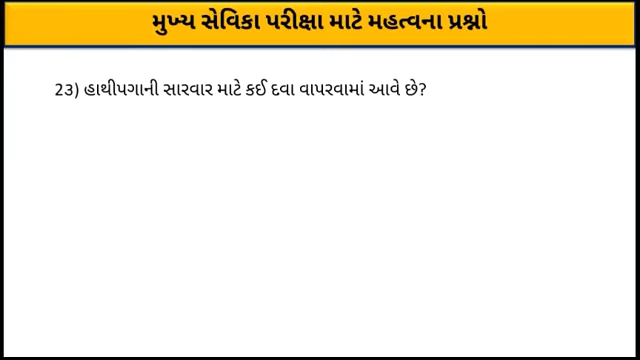 મુખ્ય સેવિકા પરીક્ષા માટે મહત્વના પ્રશ્નો
23) હાથીપગાની સારવાર માટે કઈ દવા વાપરવામાં આવે છે?